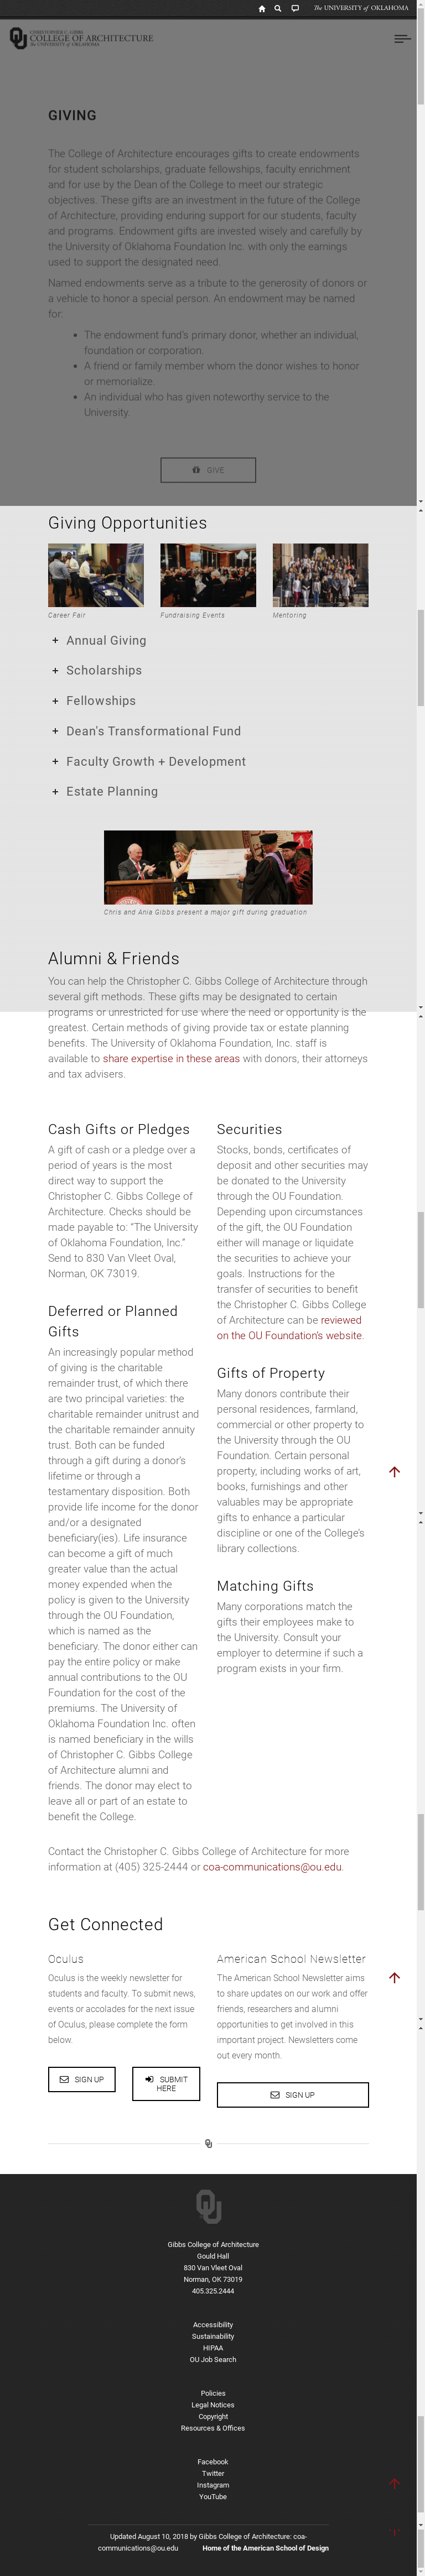 The UNIVERSITY of OKLAHOMA
CHRISTOPHER C. GIBBS
COLLEGE OF ARCHITECTURE
The UNIVERSITY of OKLAHOMA
GIVING
The College of Architecture encourages gifts to create endowments
for student scholarships, graduate fellowships, faculty enrichment
and for use by the Dean of the College to meet our strategic
objectives. These gifts are an investment in the future of the College
of Architecture, providing enduring support for our students, faculty
and programs. Endowment gifts are invested wisely and carefully by
the University of Oklahoma Foundation Inc. with only the earnings
used to support the designated need.
Named endowments serve as a tribute to the generosity of donors or
a vehicle to honor a special person. An endowment may be named
for:
• The endowment fund's primary donor, whether an individual,
foundation or corporation.
• A friend or family member whom the donor wishes to honor
or memorialize.
• An individual who has given noteworthy service to the
University.
GIVE
Giving Opportunities
Career Fair
Fundraising Events
Mentoring
+ Annual Giving
+ Scholarships
+ Fellowships
+ Dean's Transformational Fund
+ Faculty Growth + Development
+ Estate Planning
Chris and Ania Gibbs present a major gift during graduation
Alumni & Friends
You can help the Christopher C. Gibbs College of Architecture through
several gift methods. These gifts may be designated to certain
programs or unrestricted for use where the need or opportunity is the
greatest. Certain methods of giving provide tax or estate planning
benefits. The University of Oklahoma Foundation, Inc. staff is
available to share expertise in these areas with donors, their attorneys
and tax advisers.
Cash Gifts or Pledges
A gift of cash or a pledge over a
period of years is the most
direct way to support the
Christopher C. Gibbs College of
Architecture. Checks should be
made payable to: “The University
of Oklahoma Foundation, Inc.”
Send to 830 Van Vleet Oval,
Norman, OK 73019.
Deferred or Planned
Gifts
An increasingly popular method
of giving is the charitable
remainder trust, of which there
are two principal varieties: the
charitable remainder unitrust and
the charitable remainder annuity
trust. Both can be funded
through a gift during a donor's
lifetime or through a
testamentary disposition. Both
provide life income for the donor
and/or a designated
beneficiary(ies). Life insurance
can become a gift of much
greater value than the actual
money expended when the
policy is given to the University
through the OU Foundation,
which is named as the
beneficiary. The donor either can
pay the entire policy or make
annual contributions to the OU
Foundation for the cost of the
premiums. The University of
Oklahoma Foundation Inc. often
is named beneficiary in the wills
of Christopher C. Gibbs College
of Architecture alumni and
friends. The donor may elect to
leave all or part of an estate to
benefit the College.
Securities
Stocks, bonds, certificates of
deposit and other securities may
be donated to the University
through the OU Foundation.
Depending upon circumstances
of the gift, the OU Foundation
either will manage or liquidate
the securities to achieve your
goals. Instructions for the
transfer of securities to benefit
the Christopher C. Gibbs College
of Architecture can be reviewed
on the OU Foundation's website.
Gifts of Property
Many donors contribute their
personal residences, farmland,
commercial or other property to
the University through the OU
Foundation. Certain personal
property, including works of art,
books, furnishings and other
valuables may be appropriate
gifts to enhance a particular
discipline or one of the College's
library collections.
Matching Gifts
Many corporations match the
gifts their employees make to
the University. Consult your
employer to determine if such a
program exists in your firm.
Contact the Christopher C. Gibbs College of Architecture for more
information at (405) 325-2444 or coa-communications@ou.edu.
Get Connected
Oculus
Oculus is the weekly newsletter for
students and faculty. To submit news,
events or accolades for the next issue
of Oculus, please complete the form
below.
SIGN UP
SUBMIT
HERE
American School Newsletter
The American School Newsletter aims
to share updates on our work and offer
friends, researchers and alumni
opportunities to get involved in this
important project. Newsletters come
out every month.
SIGN UP
Gibbs College of Architecture
Gould Hall
830 Van Vleet Oval
Norman, OK 73019
405.325.2444
Accessibility
Sustainability
HIPAA
OU Job Search
Policies
Legal Notices
Copyright
Resources & Offices
Facebook
Twitter
Instagram
YouTube
Updated August 10, 2018 by Gibbs College of Architecture: coa-
communications@ou.edu Home of the American School of Design